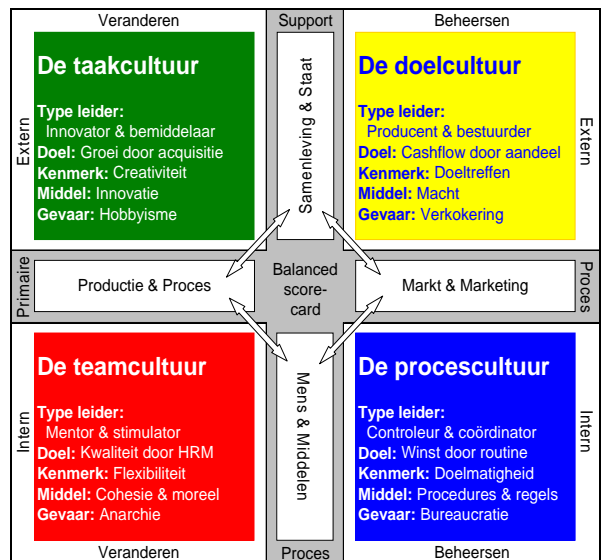 Veranderen
Support
Beheersen
Extern
De taakcultuur
Type leider:
Innovator & bemiddelaar
Doel: Groei door acquisitie
Kenmerk: Creativiteit
Middel: Innovatie
Gevaar: Hobbyisme
Samenleving & Staat
De doelcultuur
Type leider:
Producent & bestuurder
Doel: Cashflow door aandeel
Kenmerk: Doeltreffen
Middel: Macht
Gevaar: Verkokering
Extern
Primaire
Productie & Proces
Balanced
score-
card
Markt & Marketing
Proces
Intern
De teamcultuur
Type leider:
Mentor & stimulator
Doel: Kwaliteit door HRM
Kenmerk: Flexibiliteit
Middel: Cohesie & moreel
Gevaar: Anarchie
Mens & Middelen
De procescultuur
Type leider:
Controleur & coördinator
Doel: Winst door routine
Kenmerk: Doelmatigheid
Middel: Procedures & regels
Gevaar: Bureaucratie
Intern
Veranderen
Proces
Beheersen